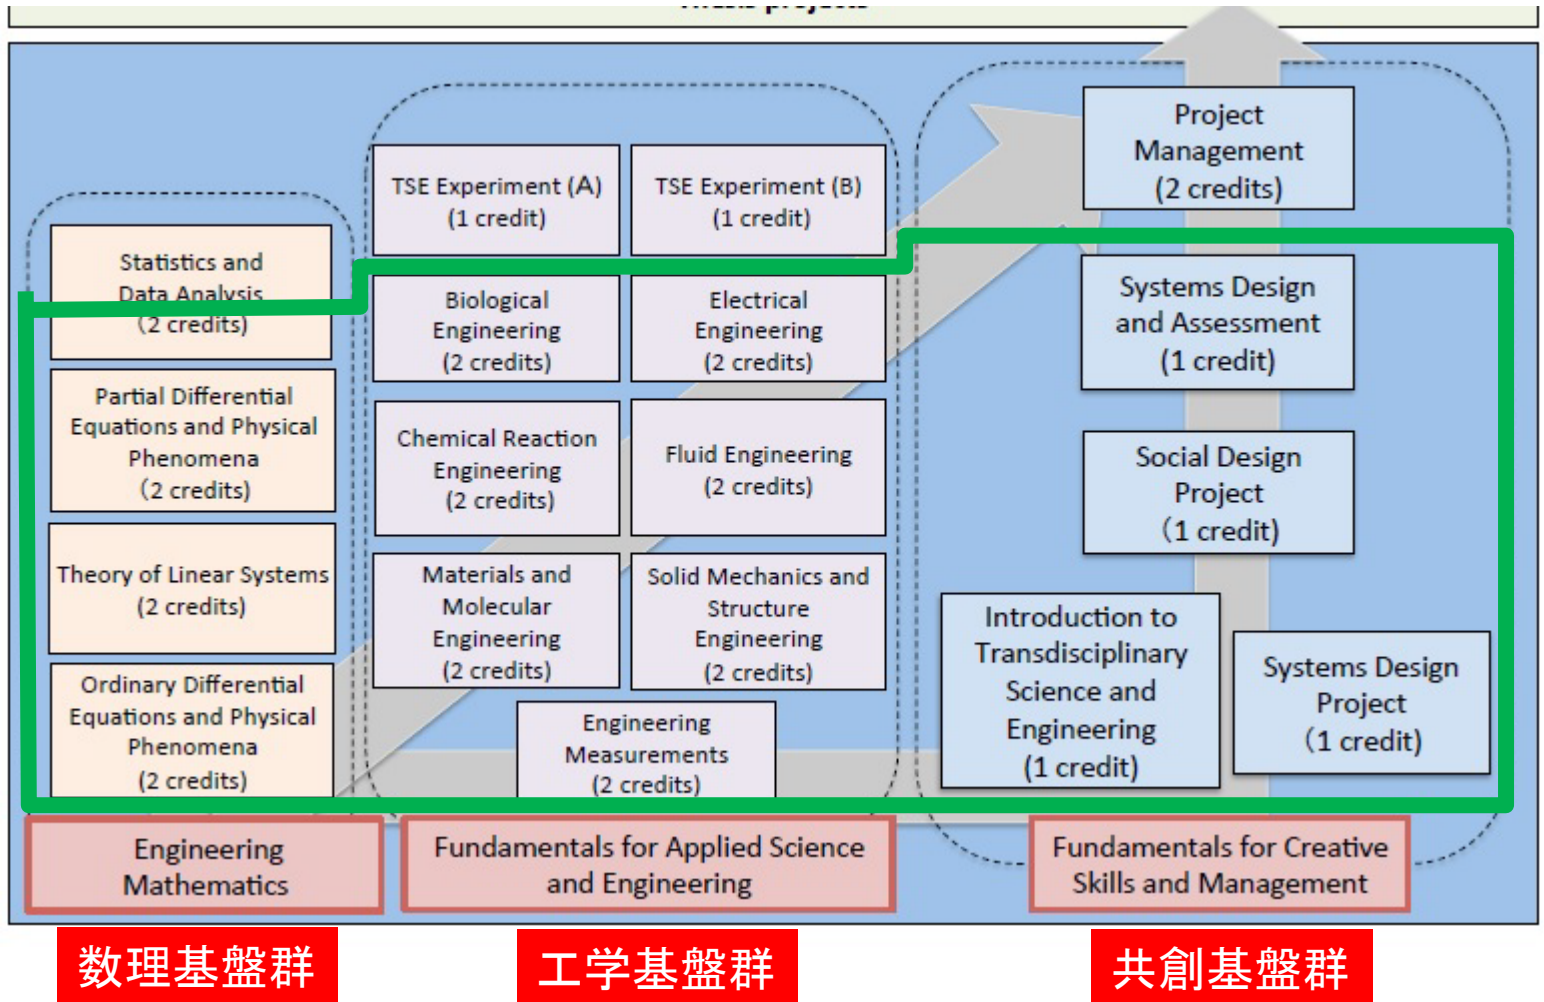 Thesis projects
Project
Management
(2 credits)
TSE Experiment (A)
(1 credit)
TSE Experiment (B)
(1 credit)
Statistics and
Data Analysis
(2 credits)
Biological
Engineering
(2 credits)
Electrical
Engineering
(2 credits)
Systems Design
and Assessment
(1 credit)
Partial Differential
Equations and Physical
Phenomena
(2 credits)
Chemical Reaction
Engineering
(2 credits)
Fluid Engineering
(2 credits)
Social Design
Project
(1 credit)
Theory of Linear Systems
(2 credits)
Materials and
Molecular
Engineering
(2 credits)
Solid Mechanics and
Structure
Engineering
(2 credits)
Introduction to
Transdisciplinary
Science and
Engineering
(1 credit)
Systems Design
Project
(1 credit)
Ordinary Differential
Equations and Physical
Phenomena
(2 credits)
Engineering
Measurements
(2 credits)
Engineering
Mathematics
Fundamentals for Applied Science
and Engineering
Fundamentals for Creative
Skills and Management
数理基盤群
工学基盤群
共創基盤群